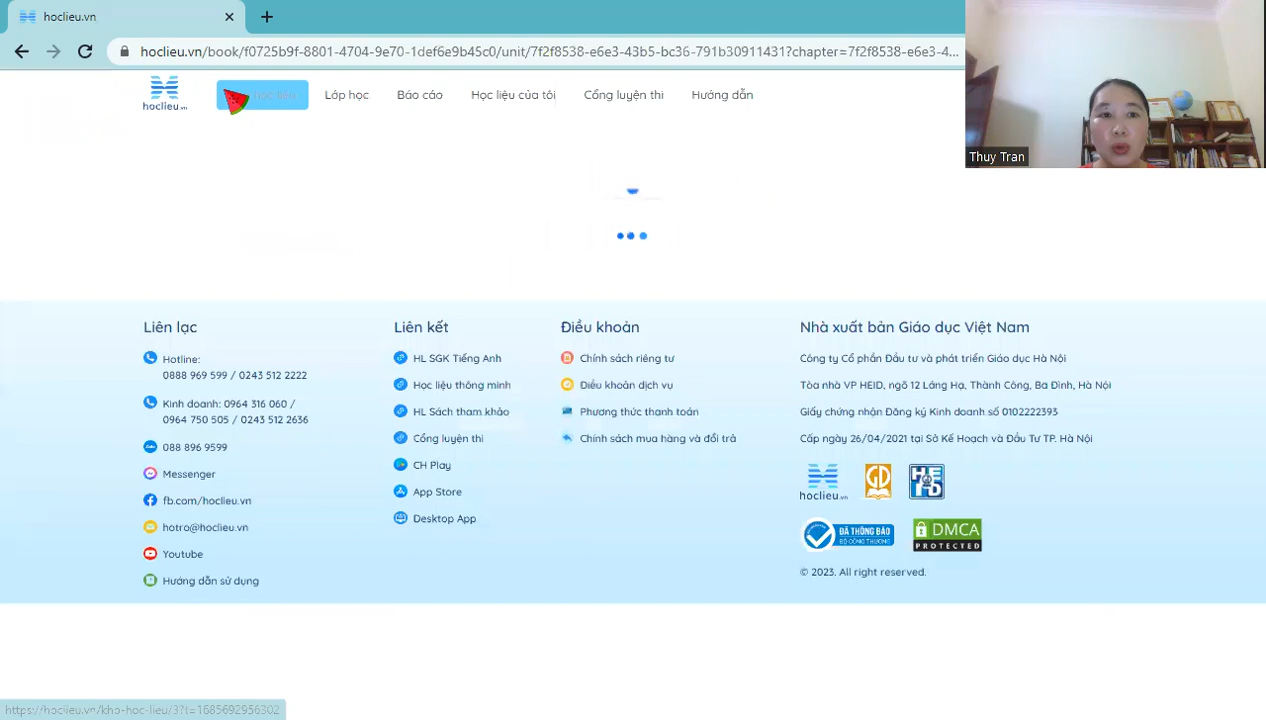 hoclieu.vn
hoclieu.vn/book/f0725b9f-8801-4704-9e70-1def6e9b45c0/unit/7f2f8538-e6e3-43b5-bc36-791b30911431?chapter=7f2f8538-e6e3-4...
hoclieu.vn
Lớp học
Báo cáo
Học liệu của tôi
Cổng luyện thi
Hướng dẫn
Thuy Tran
Liên lạc
Hotline:
0888 969 599 / 0243 512 2222
Kinh doanh: 0964 316 060 /
0964 750 505 / 0243 512 2636
088 896 9599
Messenger
fb.com/hoclieu.vn
hotro@hoclieu.vn
Youtube
Hướng dẫn sử dụng
Liên kết
HL SGK Tiếng Anh
Học liệu thông minh
HL Sách tham khảo
Cổng luyện thi
CH Play
App Store
Desktop App
Điều khoản
Chính sách riêng tư
Điều khoản dịch vụ
Phương thức thanh toán
Chính sách mua hàng và đổi trả
Nhà xuất bản Giáo dục Việt Nam
Công ty Cổ phần Đầu tư và phát triển Giáo dục Hà Nội
Tòa nhà VP HEID, ngõ 12 Láng Hạ, Thành Công, Ba Đình, Hà Nội
Giấy chứng nhận Đăng ký Kinh doanh số 0102222393
Cấp ngày 26/04/2021 tại Sở Kế Hoạch và Đầu Tư TP. Hà Nội
hoclieu.vn
GD
HEID
ĐÃ THÔNG BÁO
BỘ CÔNG THƯƠNG
DMCA
PROTECTED
© 2023. All right reserved.
https://hoclieu.vn/kho-hoc-lieu/3?t=1685692956302